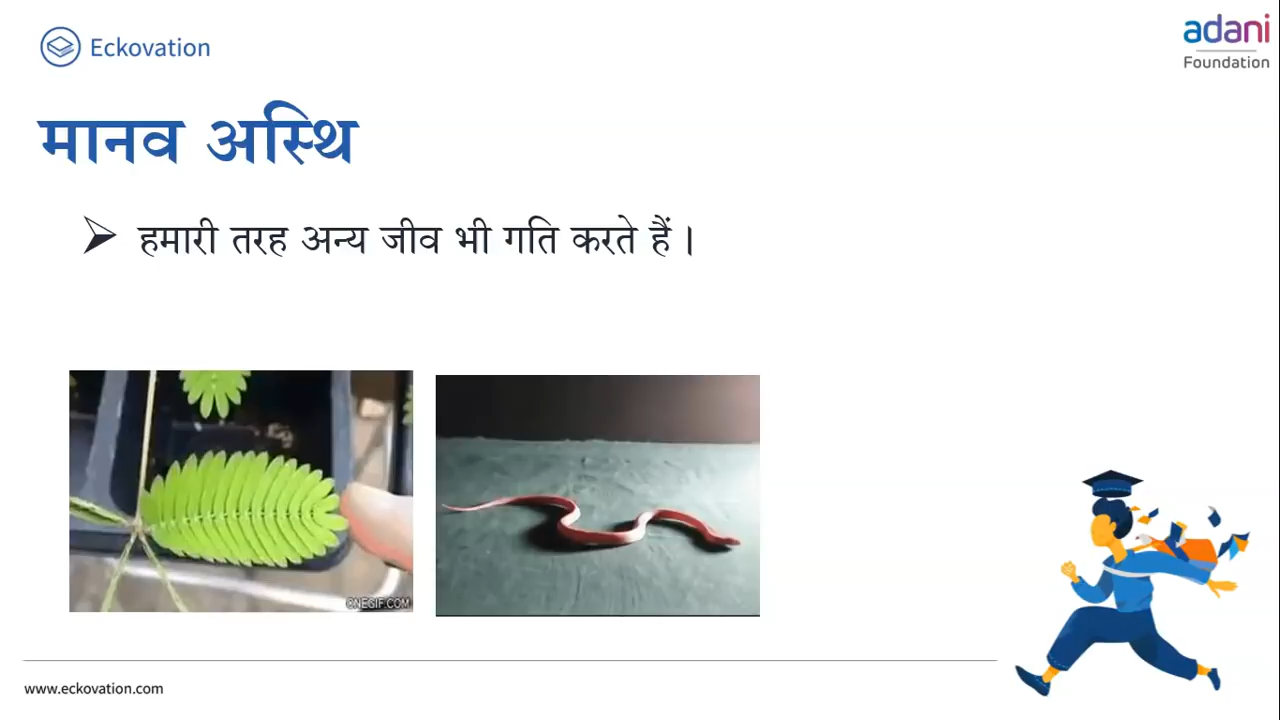 Eckovation
adani
Foundation
मानव अस्थि
हमारी तरह अन्य जीव भी गति करते हैं।
ONEGIF.COM
www.eckovation.com